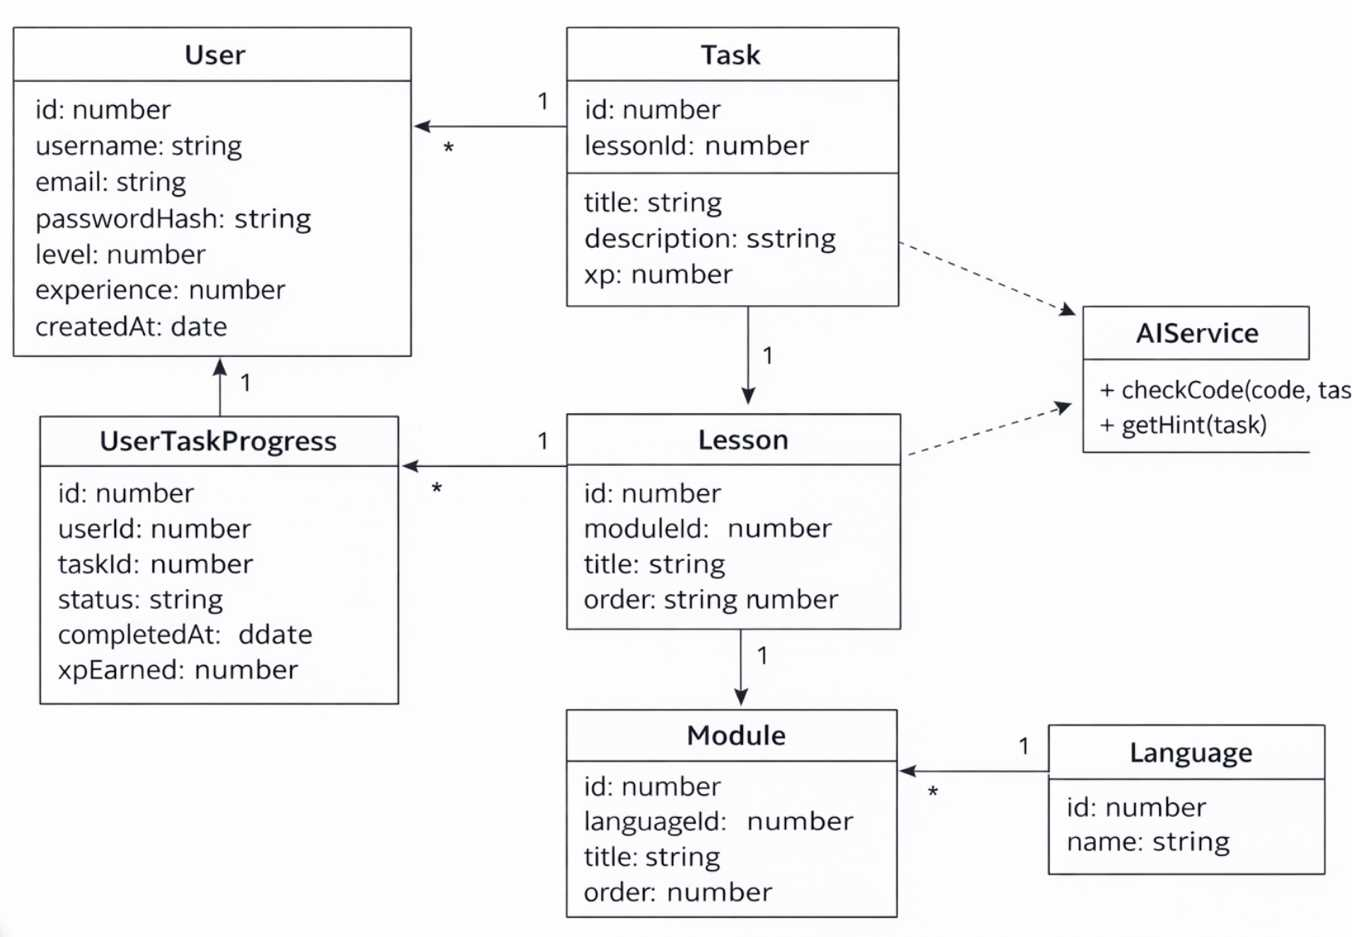 User
id: number
username: string
email: string
passwordHash: string
level: number
experience: number
createdAt: date
1
*
Task
id: number
lessonId: number
title: string
description: sstring
xp: number
1
AIService
+ checkCode(code, tas
+ getHint(task)
1
UserTaskProgress
id: number
userId: number
taskId: number
status: string
completedAt: ddate
xpEarned: number
1
*
Lesson
id: number
moduleId: number
title: string
order: string number
1
Module
id: number
languageId: number
title: string
order: number
1
*
Language
id: number
name: string